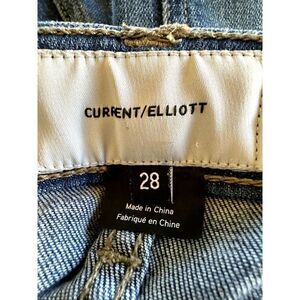 CURRENT/ELLIOTT
28
Made in China
Fabriqué en Chine